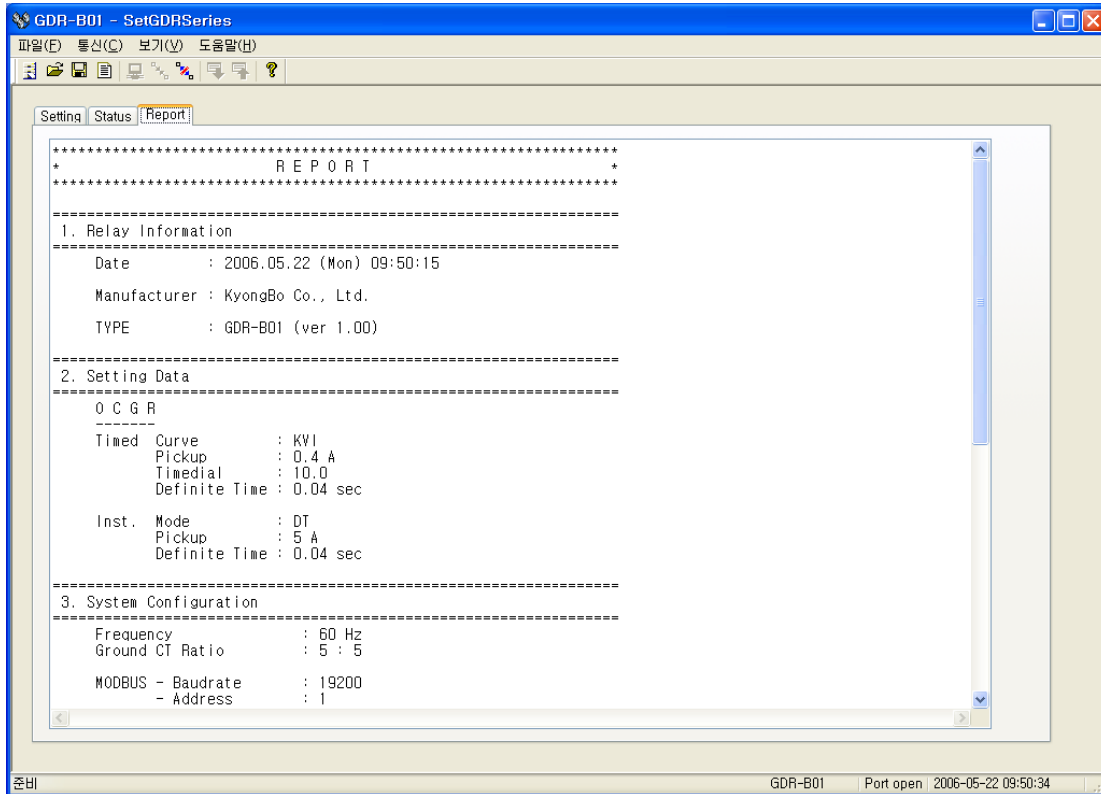 GDR-B01 - SetGDRSeries
파일(F) 통신(C) 보기(V) 도움말(H)
Setting Status Report
******************************************************************
* R E P O R T *
******************************************************************
==================================================================
1. Relay Information
==================================================================
Date : 2006.05.22 (Mon) 09:50:15
Manufacturer : KyongBo Co., Ltd.
TYPE : GDR-B01 (ver 1.00)
==================================================================
2. Setting Data
==================================================================
O C G R
-------
Timed Curve : KVI
Pickup : 0.4 A
Timedial : 10.0
Definite Time : 0.04 sec
Inst. Mode : DT
Pickup : 5 A
Definite Time : 0.04 sec
==================================================================
3. System Configuration
==================================================================
Frequency : 60 Hz
Ground CT Ratio : 5 : 5
MODBUS - Baudrate : 19200
- Address : 1
준비 GDR-B01 Port open 2006-05-22 09:50:34